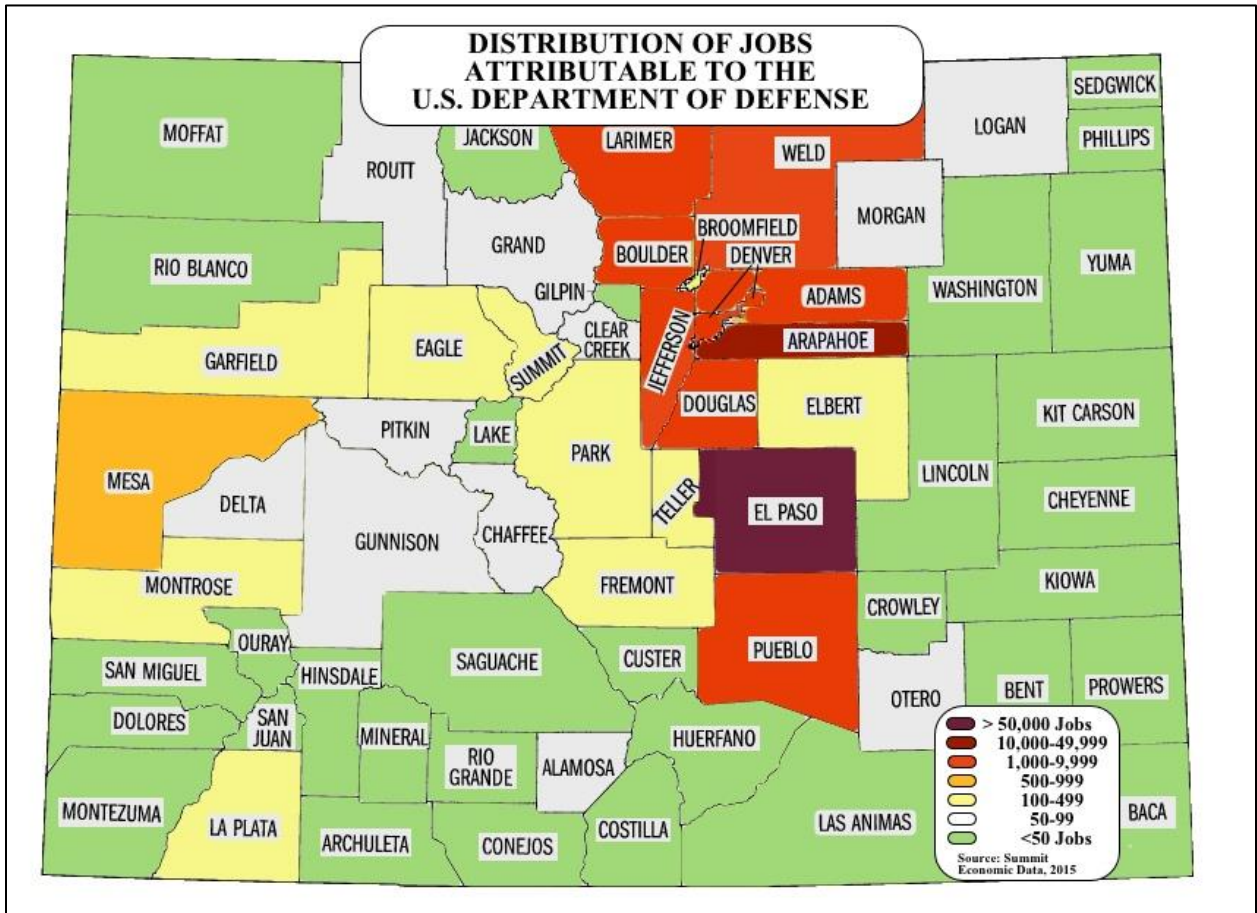 DISTRIBUTION OF JOBS
ATTRIBUTABLE TO THE
U.S. DEPARTMENT OF DEFENSE
SEDGWICK
LOGAN
MOFFAT
JACKSON
LARIMER
WELD
PHILLIPS
ROUTT
MORGAN
BROOMFIELD
GRAND
BOULDER
DENVER
RIO BLANCO
YUMA
GILPIN
ADAMS
WASHINGTON
CLEAR
CREEK
ARAPAHOE
EAGLE
SUMMIT
GARFIELD
JEFFERSON
DOUGLAS
ELBERT
KIT CARSON
PITKIN
LAKE
PARK
LINCOLN
MESA
DELTA
TELLER
CHEYENNE
EL PASO
GUNNISON
CHAFFEE
MONTROSE
FREMONT
KIOWA
CROWLEY
OURAY
SAN MIGUEL
HINSDALE
SAGUACHE
CUSTER
PUEBLO
OTERO
BENT
PROWERS
DOLORES
SAN
JUAN
MINERAL
HUERFANO
RIO
GRANDE
ALAMOSA
MONTEZUMA
LA PLATA
ARCHULETA
CONEJOS
COSTILLA
LAS ANIMAS
BACA
> 50,000 Jobs
10,000-49,999
1,000-9,999
500-999
100-499
50-99
<50 Jobs
Source: Summit
Economic Data, 2015